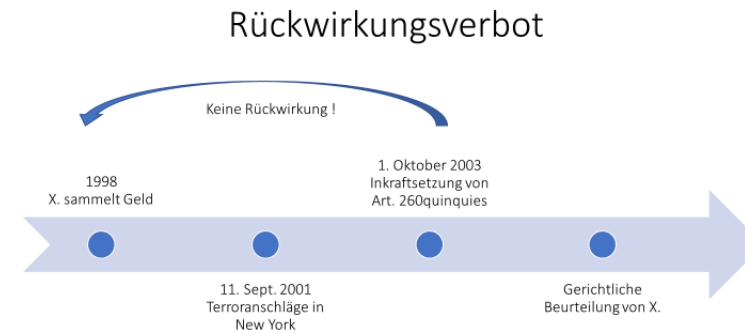 Rückwirkungsverbot
Keine Rückwirkung !
1998
X. sammelt Geld
1. Oktober 2003
Inkraftsetzung von
Art. 260quinquies
11. Sept. 2001
Terroranschläge in
New York
Gerichtliche
Beurteilung von X.